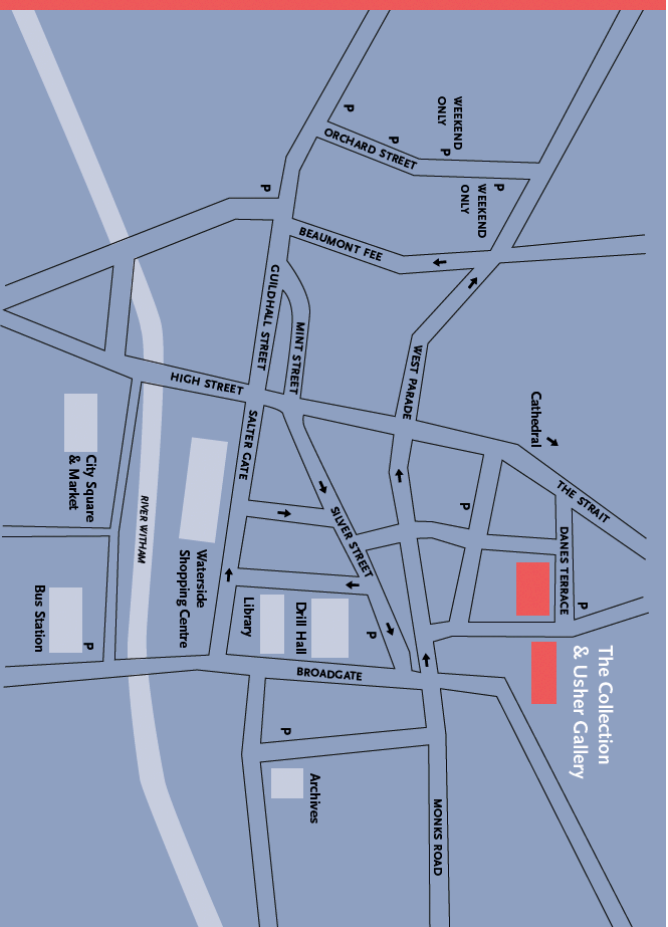 WEEKEND
ONLY
P
P
P
ORCHARD STREET
P
WEEKEND
ONLY
P
BEAUMONT FEE
GUILDHALL STREET
MINT STREET
WEST PARADE
HIGH STREET
Cathedral
THE STRAIT
SALTER GATE
City Square
& Market
RIVER WITHAM
SILVER STREET
P
DANES TERRACE
P
Waterside
Shopping Centre
Bus Station
P
Library
Drill Hall
P
The Collection
& Usher Gallery
BROADGATE
P
Archives
MONKS ROAD